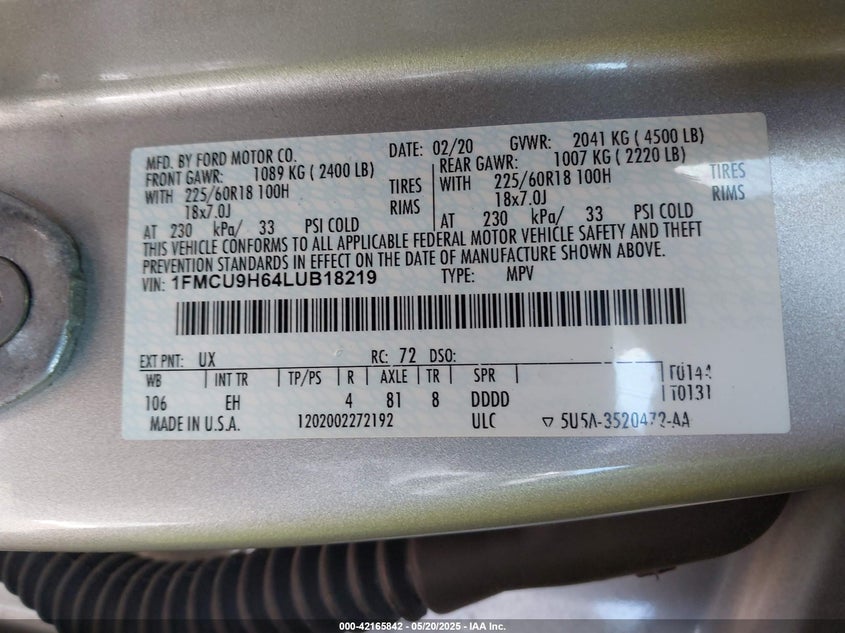 MFD. BY FORD MOTOR CO. DATE: 02/20 GVWR: 2041 KG ( 4500 LB)
FRONT GAWR: 1089 KG ( 2400 LB) REAR GAWR: 1007 KG ( 2220 LB)
WITH 225/60R18 100H TIRES WITH 225/60R18 100H TIRES
18x7.0J RIMS 18x7.0J RIMS
AT 230 kPa/ 33 PSI COLD AT 230 kPa/ 33 PSI COLD
THIS VEHICLE CONFORMS TO ALL APPLICABLE FEDERAL MOTOR VEHICLE SAFETY AND THEFT
PREVENTION STANDARDS IN EFFECT ON THE DATE OF MANUFACTURE SHOWN ABOVE.
VIN: 1FMCU9H64LUB18219 TYPE: MPV
EXT PNT: UX RC: 72 DSO:
WB INT TR TP/PS R AXLE TR SPR T0144
106 EH 4 81 8 DDDD T0131
MADE IN U.S.A. 1202002272192 ULC ▽ 5U5A-3520472-AA
000-42165842 - 05/20/2025 - IAA Inc.